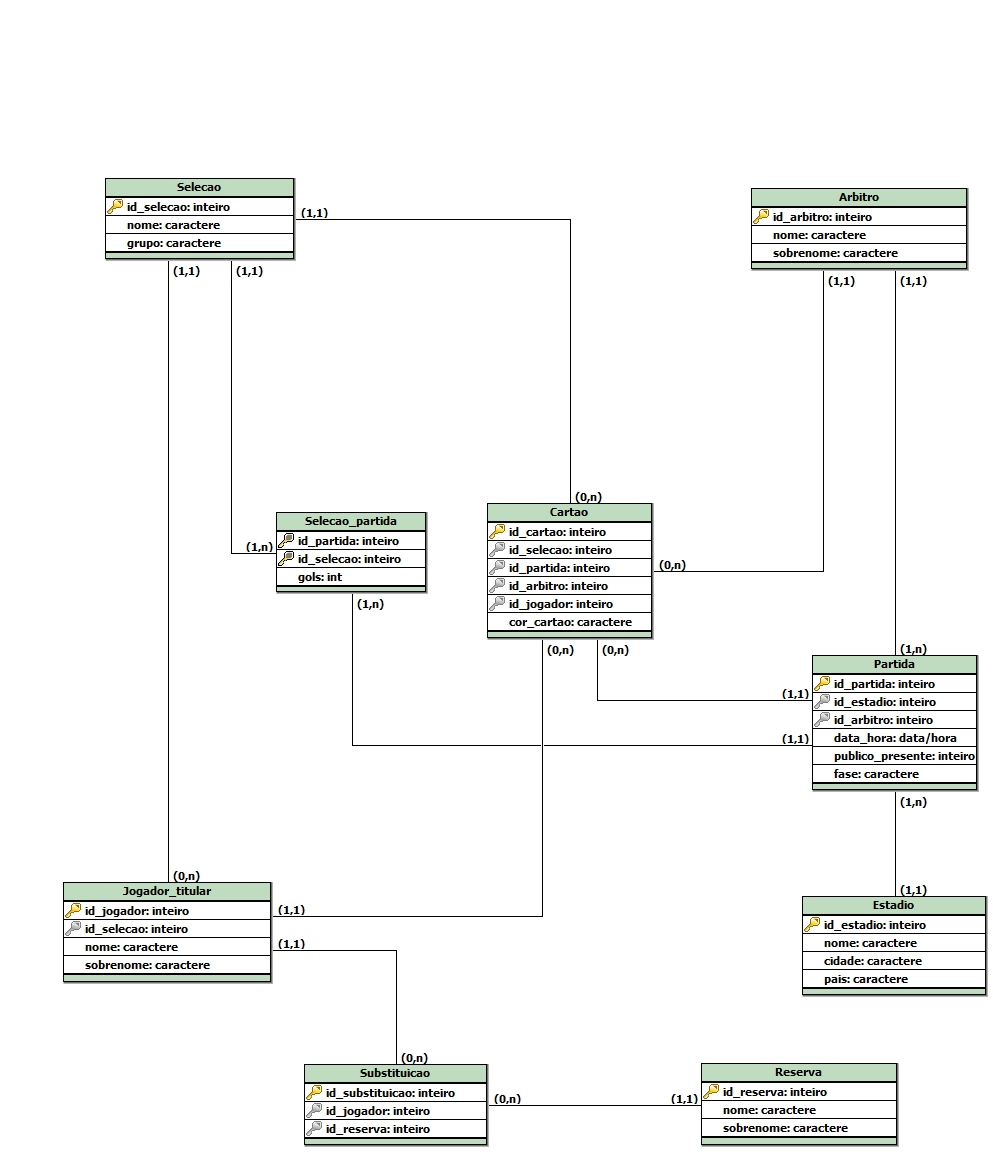 Selecao
id_selecao: inteiro
nome: caractere
grupo: caractere
(1,1)
(1,1)
(1,1)
Arbitro
id_arbitro: inteiro
nome: caractere
sobrenome: caractere
(1,1)
(1,1)
Selecao_partida
id_partida: inteiro
id_selecao: inteiro
gols: int
(1,n)
(1,n)
(0,n)
Cartao
id_cartao: inteiro
id_selecao: inteiro
id_partida: inteiro
id_arbitro: inteiro
id_jogador: inteiro
cor_cartao: caractere
(0,n)
(0,n)
(0,n)
(1,n)
Partida
id_partida: inteiro
id_estadio: inteiro
id_arbitro: inteiro
data_hora: data/hora
publico_presente: inteiro
fase: caractere
(1,1)
(1,1)
(1,n)
(0,n)
Jogador_titular
id_jogador: inteiro
id_selecao: inteiro
nome: caractere
sobrenome: caractere
(1,1)
(1,1)
(1,1)
Estadio
id_estadio: inteiro
nome: caractere
cidade: caractere
pais: caractere
(0,n)
Substituicao
id_substituicao: inteiro
id_jogador: inteiro
id_reserva: inteiro
(0,n)
(1,1)
Reserva
id_reserva: inteiro
nome: caractere
sobrenome: caractere